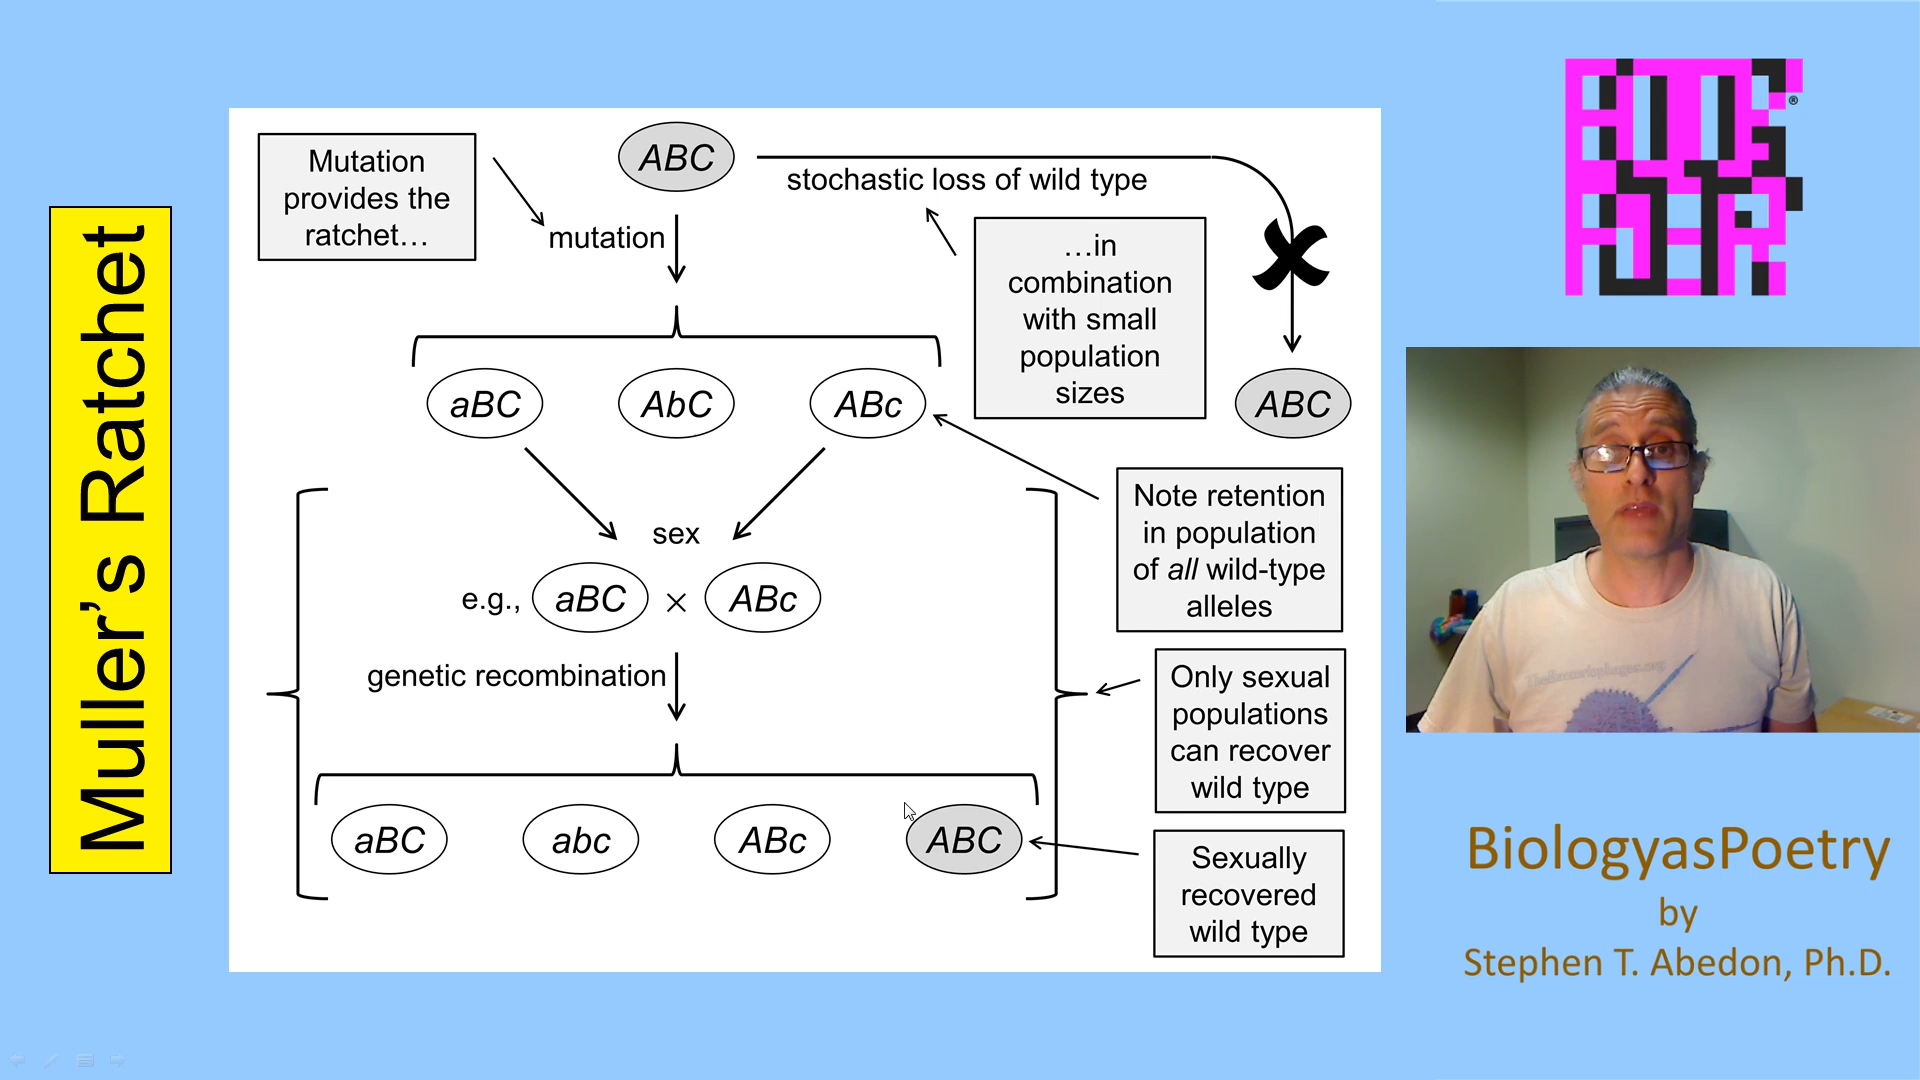 Muller's Ratchet
Mutation
provides the
ratchet…
ABC
stochastic loss of wild type
mutation
…in
combination
with small
population
sizes
aBC
AbC
ABc
ABC
Note retention
in population
of all wild-type
alleles
sex
e.g., aBC × ABc
genetic recombination
Only sexual
populations
can recover
wild type
aBC
abc
ABc
ABC
Sexually
recovered
wild type
®
BiologyasPoetry
by
Stephen T. Abedon, Ph.D.